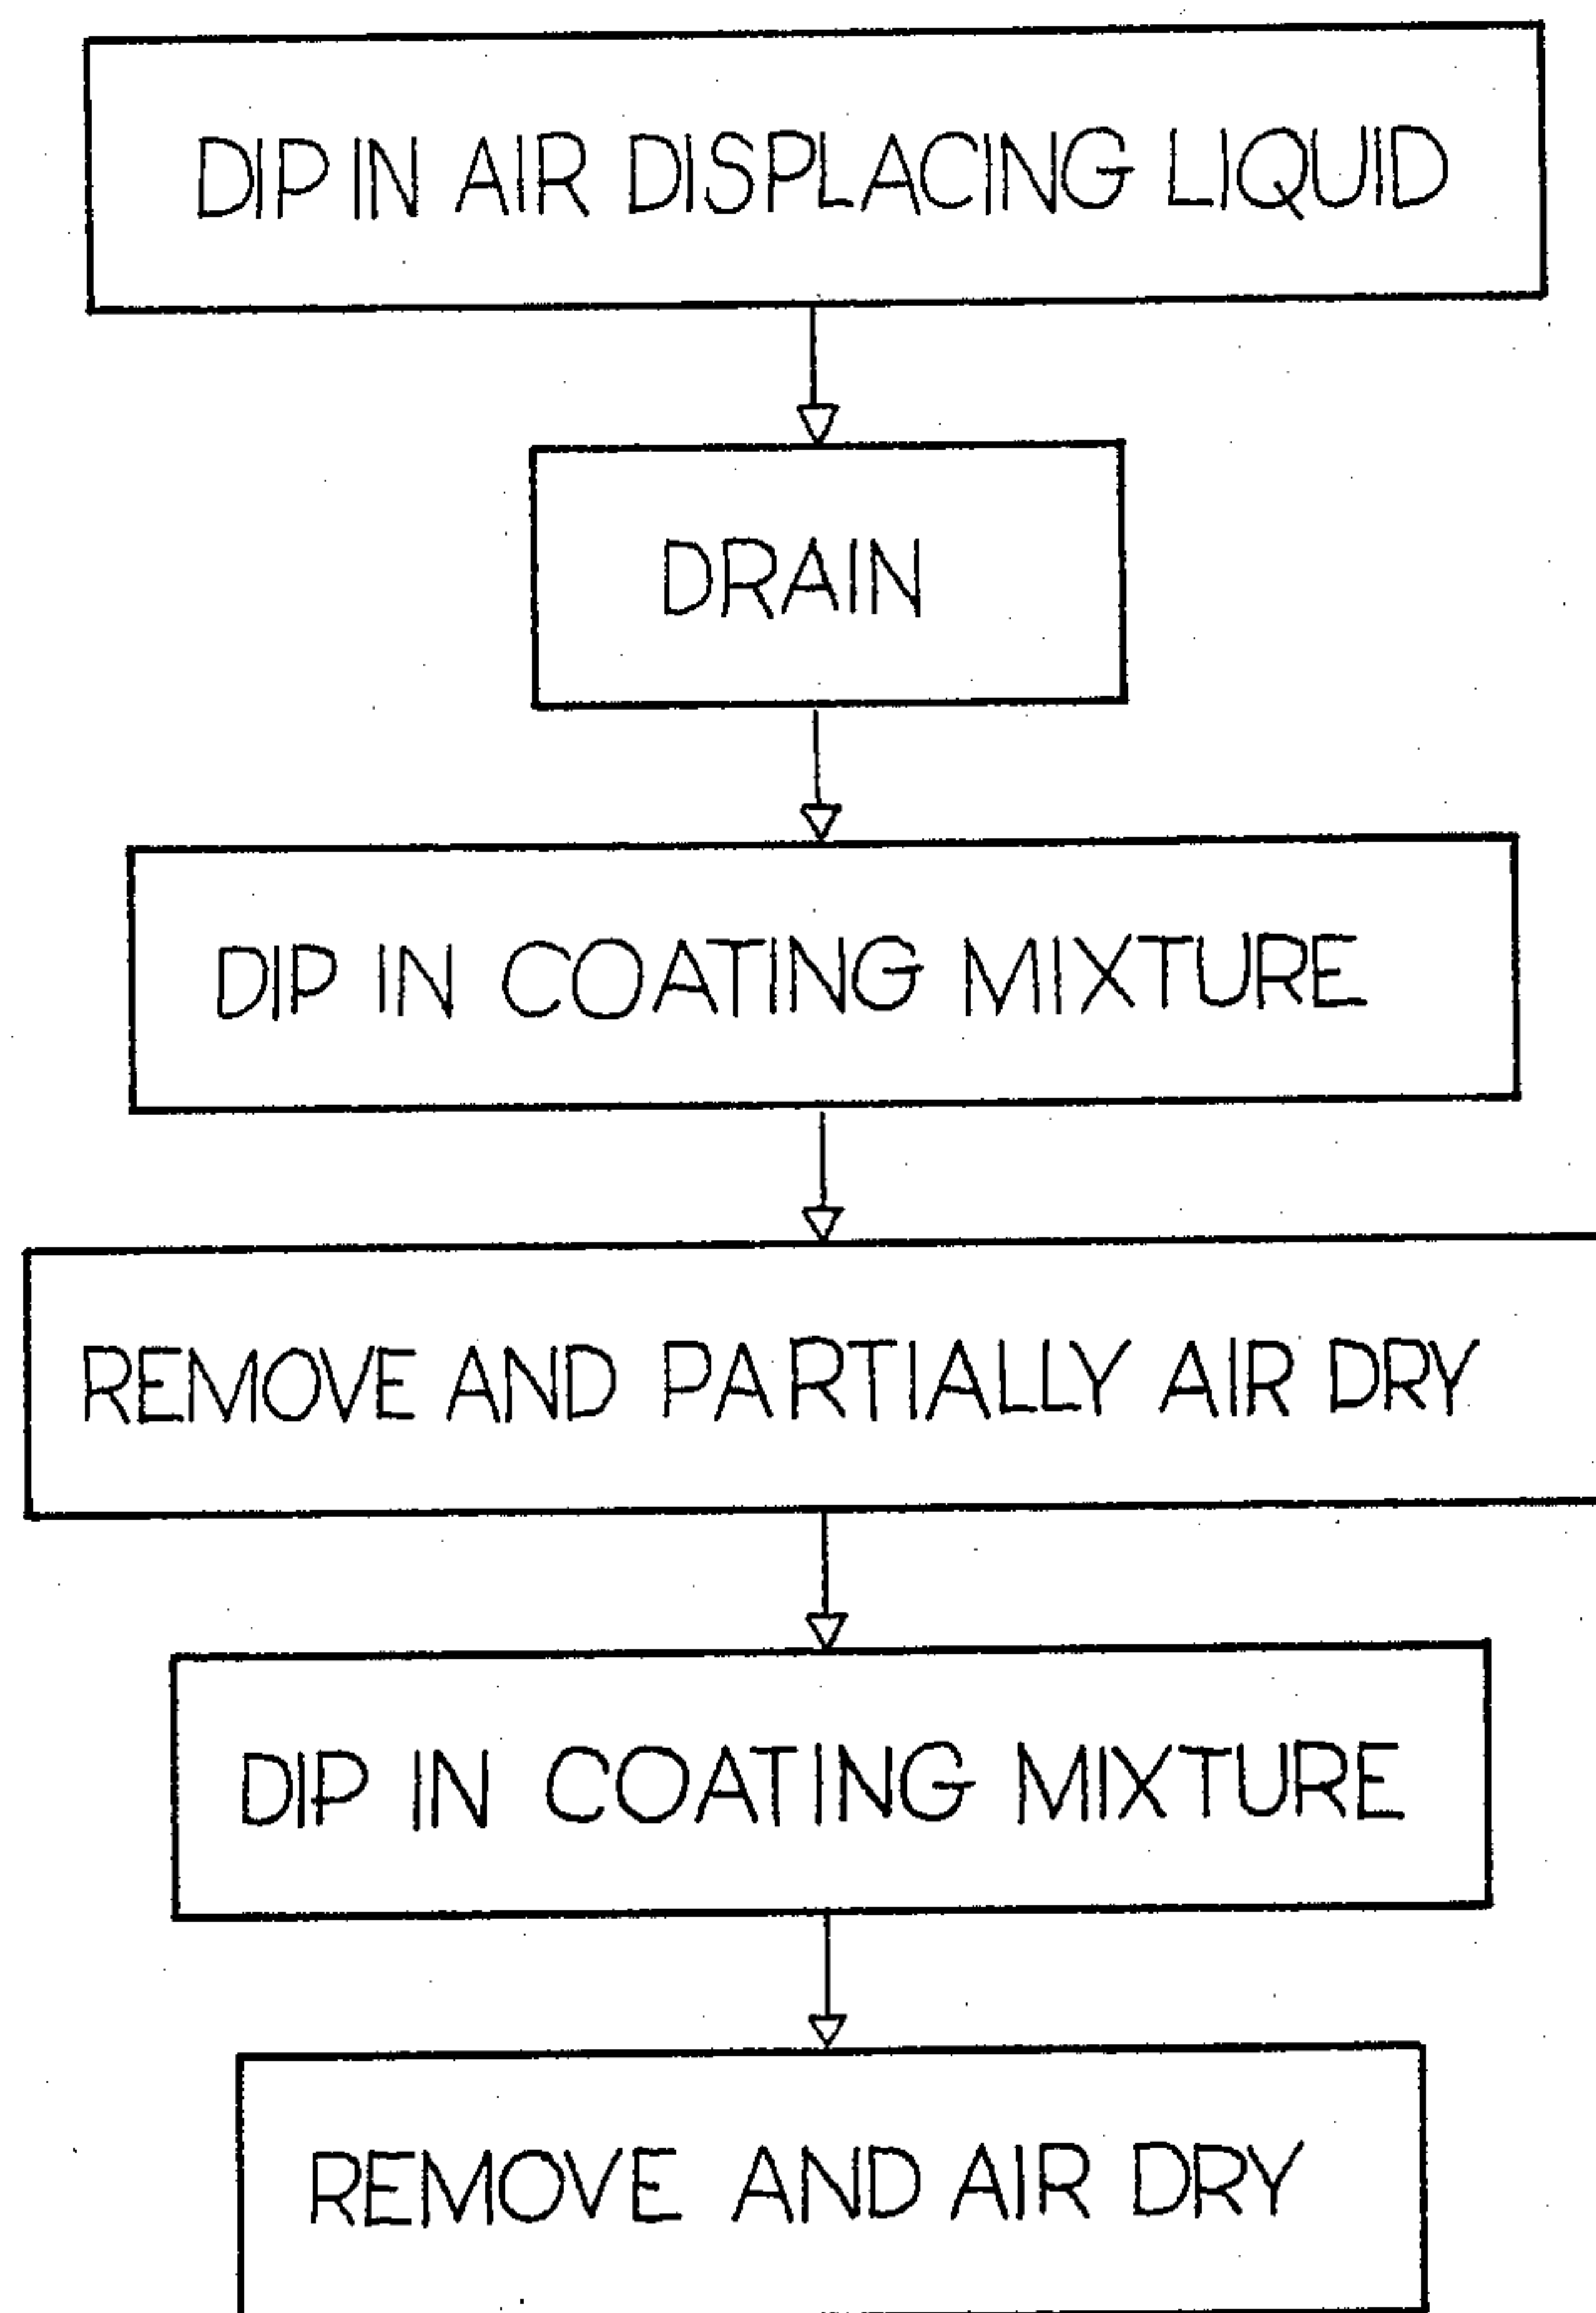 DIP IN AIR DISPLACING LIQUID
DRAIN
DIP IN COATING MIXTURE
REMOVE AND PARTIALLY AIR DRY
DIP IN COATING MIXTURE
REMOVE AND AIR DRY